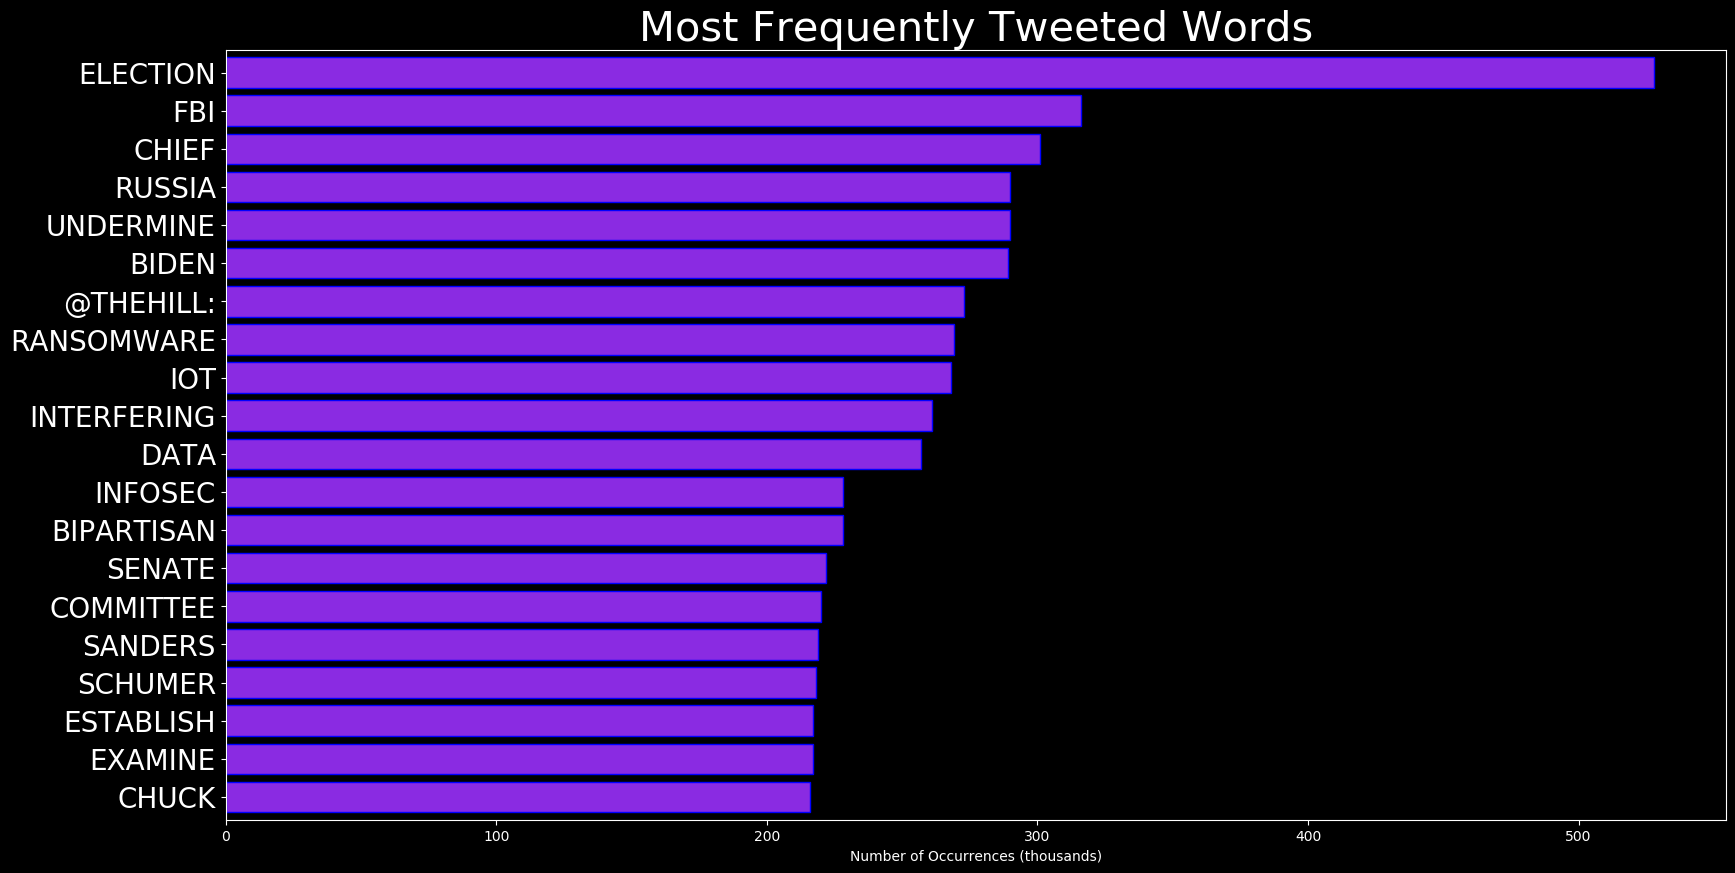 Most Frequently Tweeted Words
ELECTION
FBI
CHIEF
RUSSIA
UNDERMINE
BIDEN
@THEHILL:
RANSOMWARE
IOT
INTERFERING
DATA
INFOSEC
BIPARTISAN
SENATE
COMMITTEE
SANDERS
SCHUMER
ESTABLISH
EXAMINE
CHUCK
0 100 200 300 400 500
Number of Occurrences (thousands)